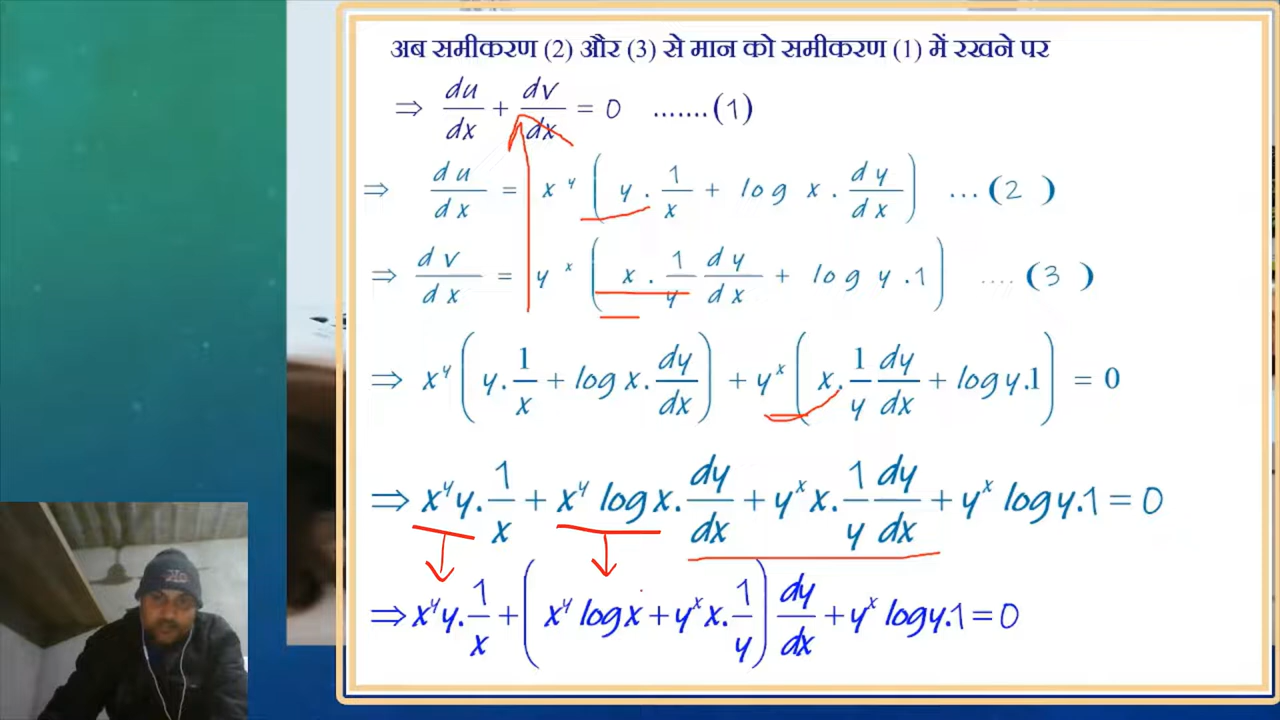 अब समीकरण (2) और (3) से मान को समीकरण (1) में रखने पर
⇒ du/dx + dv/dx = 0 .......(1)
⇒ du/dx = x^y ( y. 1/x + log x. dy/dx ) ...(2)
⇒ dv/dx = y^x ( x. 1/y dy/dx + log y.1 ) ....(3)
⇒ x^y ( y. 1/x + log x. dy/dx ) + y^x ( x. 1/y dy/dx + log y.1 ) = 0
⇒ x^y y. 1/x + x^y log x. dy/dx + y^x x. 1/y dy/dx + y^x log y.1 = 0
⇒ x^y y. 1/x + ( x^y log x + y^x x. 1/y ) dy/dx + y^x log y.1 = 0